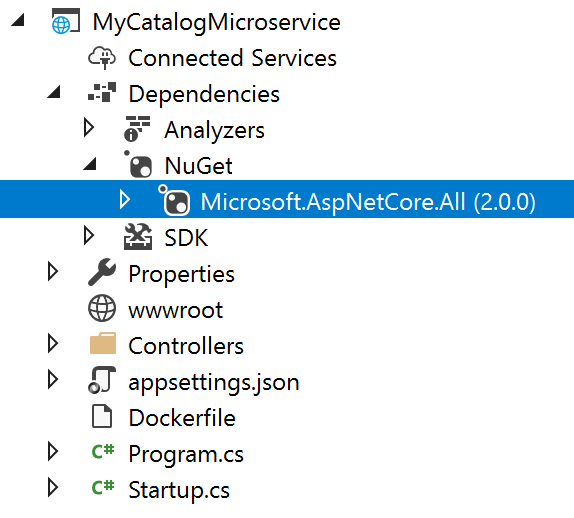 MyCatalogMicroservice
Connected Services
Dependencies
Analyzers
NuGet
Microsoft.AspNetCore.All (2.0.0)
SDK
Properties
wwwroot
Controllers
appsettings.json
Dockerfile
C# Program.cs
C# Startup.cs